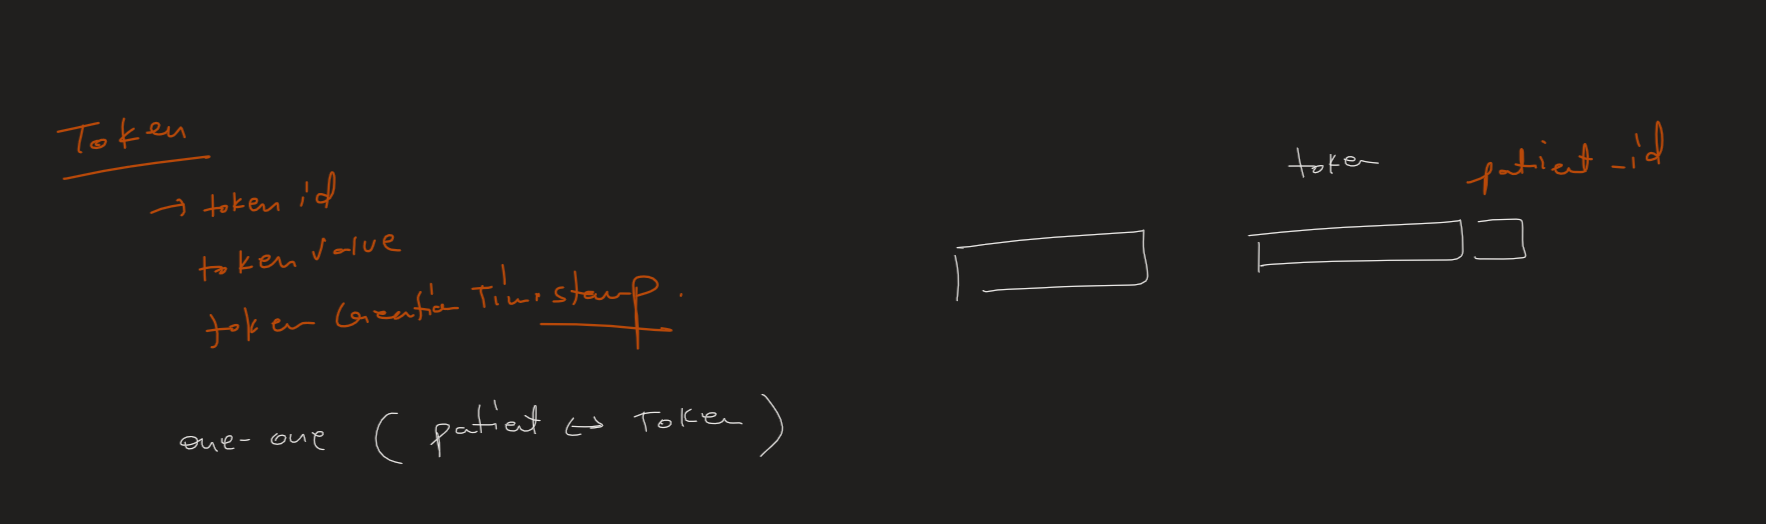 Token
→ token id
token value
token Creation Timestamp.
one-one ( patient ↔ Token )
token patient_id